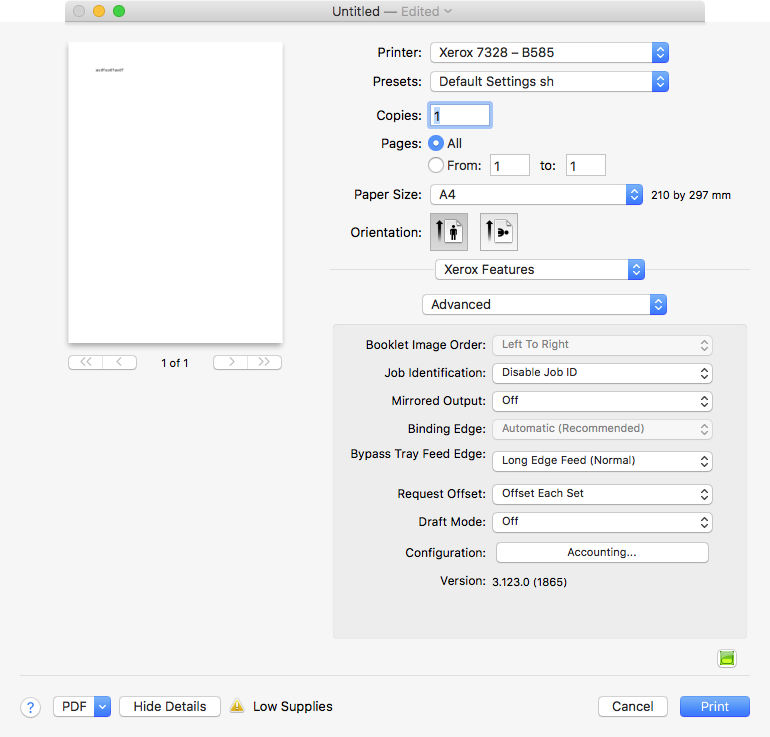 Untitled — Edited
Printer: Xerox 7328 – B585
Presets: Default Settings sh
Copies: 1
Pages: All
From: 1 to: 1
Paper Size: A4 210 by 297 mm
Orientation:
Xerox Features
Advanced
Booklet Image Order: Left To Right
Job Identification: Disable Job ID
Mirrored Output: Off
Binding Edge: Automatic (Recommended)
Bypass Tray Feed Edge: Long Edge Feed (Normal)
Request Offset: Offset Each Set
Draft Mode: Off
Configuration: Accounting...
Version: 3.123.0 (1865)
<< < 1 of 1 > >>
? PDF Hide Details Low Supplies Cancel Print